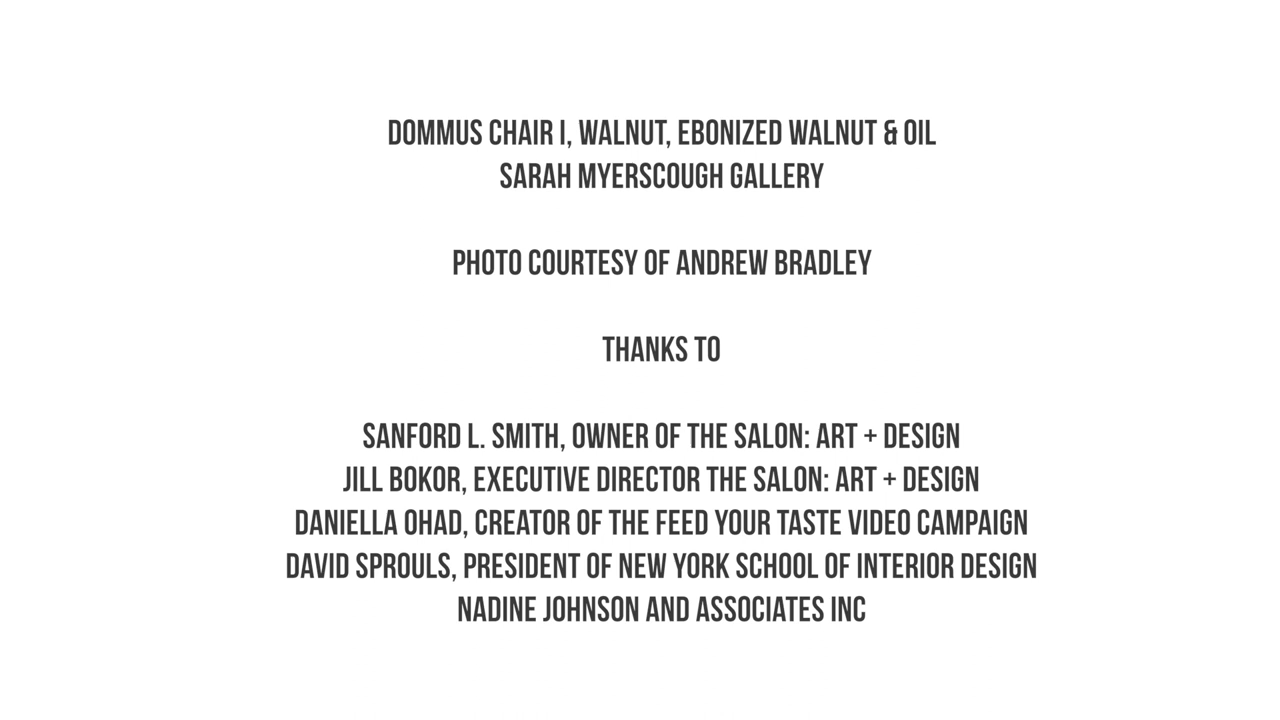 DOMMUS CHAIR I, WALNUT, EBONIZED WALNUT & OIL
SARAH MYERSCOUGH GALLERY
PHOTO COURTESY OF ANDREW BRADLEY
THANKS TO
SANFORD L. SMITH, OWNER OF THE SALON: ART + DESIGN
JILL BOKOR, EXECUTIVE DIRECTOR THE SALON: ART + DESIGN
DANIELLA OHAD, CREATOR OF THE FEED YOUR TASTE VIDEO CAMPAIGN
DAVID SPROULS, PRESIDENT OF NEW YORK SCHOOL OF INTERIOR DESIGN
NADINE JOHNSON AND ASSOCIATES INC